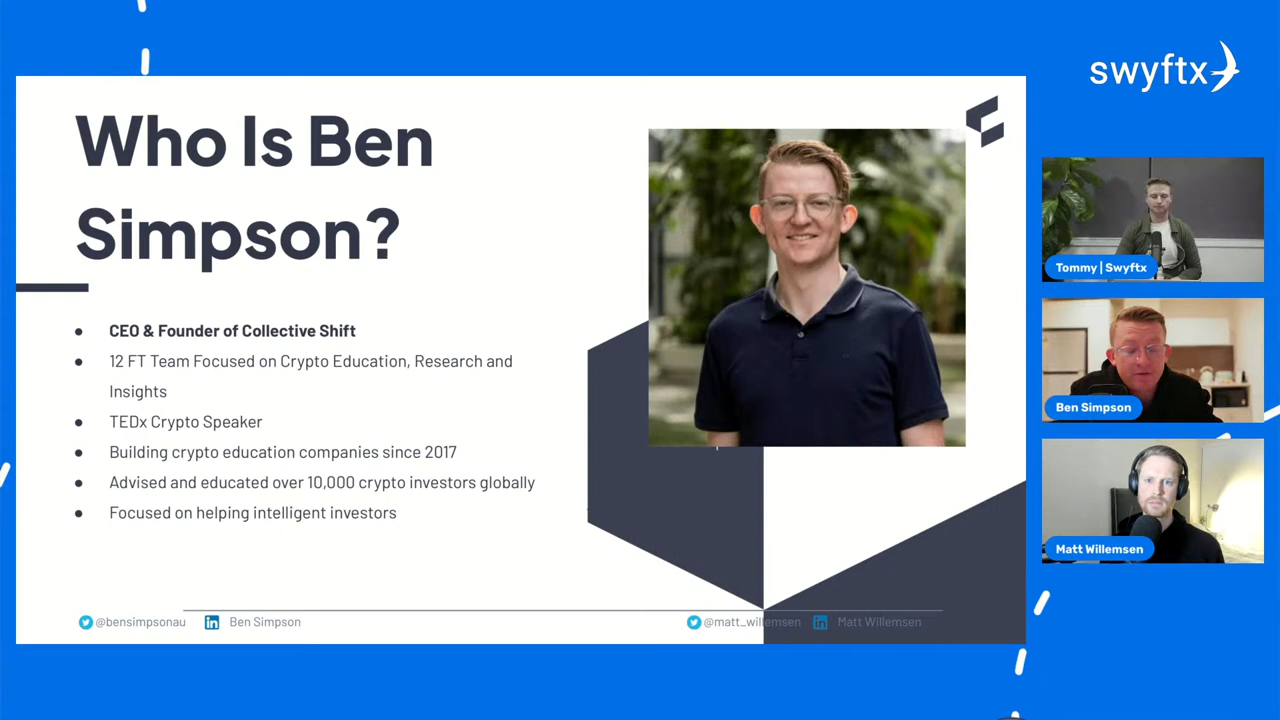 swyftx
Who Is Ben
Simpson?
● CEO & Founder of Collective Shift
● 12 FT Team Focused on Crypto Education, Research and
Insights
● TEDx Crypto Speaker
● Building crypto education companies since 2017
● Advised and educated over 10,000 crypto investors globally
● Focused on helping intelligent investors
@bensimpsonau Ben Simpson @matt_willemsen Matt Willemsen
Tommy | Swyftx
Ben Simpson
Matt Willemsen